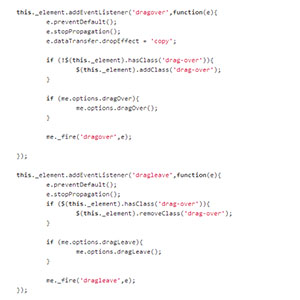 this._element.addEventListener('dragover',function(e){
e.preventDefault();
e.stopPropagation();
e.dataTransfer.dropEffect = 'copy';
if (!$(this._element).hasClass('drag-over')){
$(this._element).addClass('drag-over');
}
if (me.options.dragOver){
me.options.dragOver();
}
me._fire('dragover',e);
});
this._element.addEventListener('dragleave',function(e){
e.preventDefault();
e.stopPropagation();
if ($(this._element).hasClass('drag-over')){
$(this._element).removeClass('drag-over');
}
if (me.options.dragLeave){
me.options.dragLeave();
}
me._fire('dragleave',e);
});